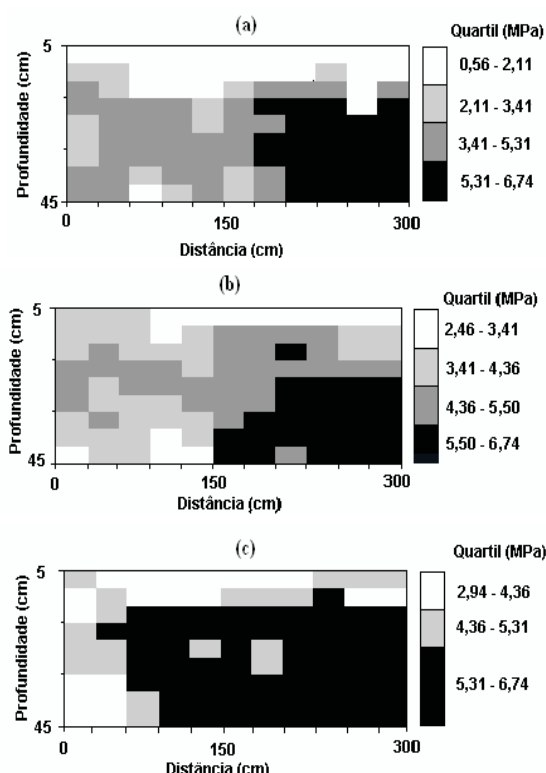 (a)
Quartil (MPa)
5
0,56 - 2,11
2,11 - 3,41
3,41 - 5,31
5,31 - 6,74
Profundidade (cm)
45
0
150
300
Distância (cm)
(b)
Quartil (MPa)
5
2,46 - 3,41
3,41 - 4,36
4,36 - 5,50
5,50 - 6,74
Profundidade (cm)
45
0
150
300
Distância (cm)
(c)
Quartil (MPa)
5
2,94 - 4,36
4,36 - 5,31
5,31 - 6,74
Profundidade (cm)
45
0
150
300
Distância (cm)